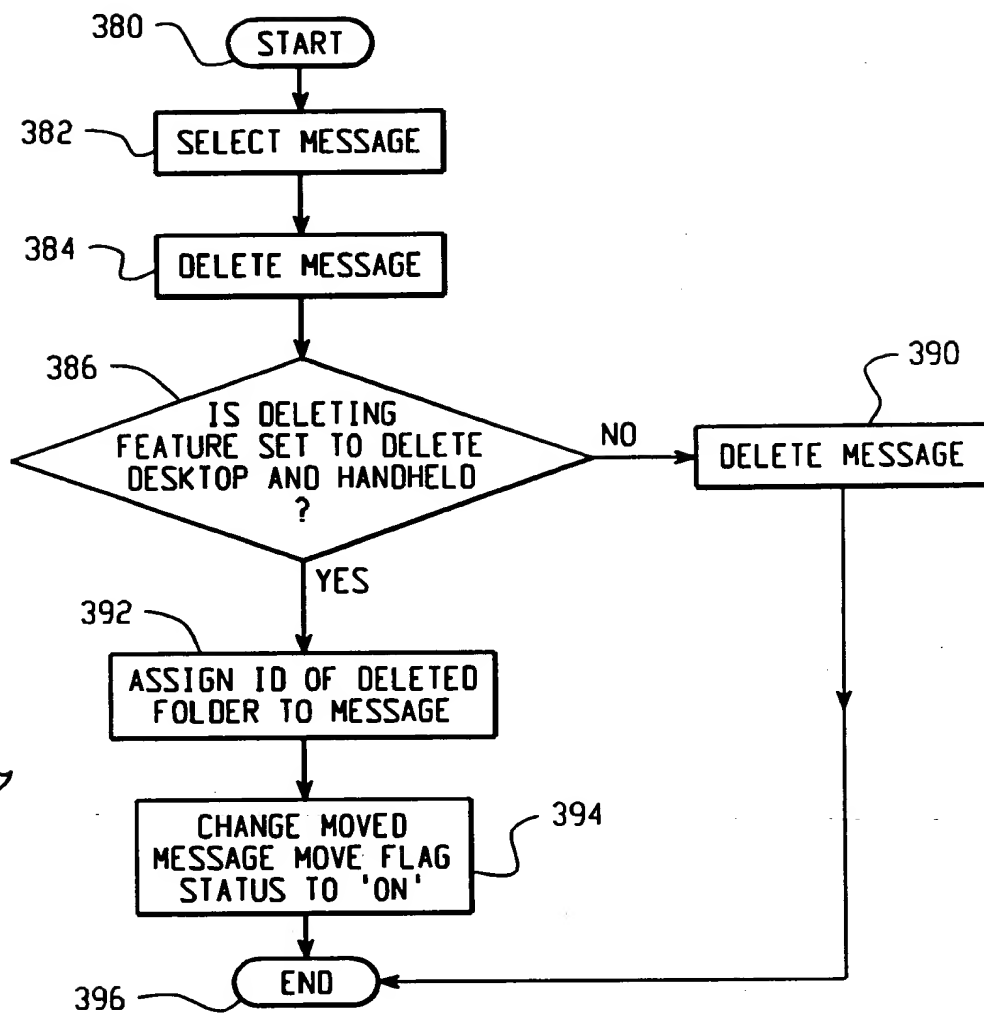 380
START
382
SELECT MESSAGE
384
DELETE MESSAGE
386
IS DELETING
FEATURE SET TO DELETE
DESKTOP AND HANDHELD
?
NO
390
DELETE MESSAGE
YES
392
ASSIGN ID OF DELETED
FOLDER TO MESSAGE
394
CHANGE MOVED
MESSAGE MOVE FLAG
STATUS TO 'ON'
END
396